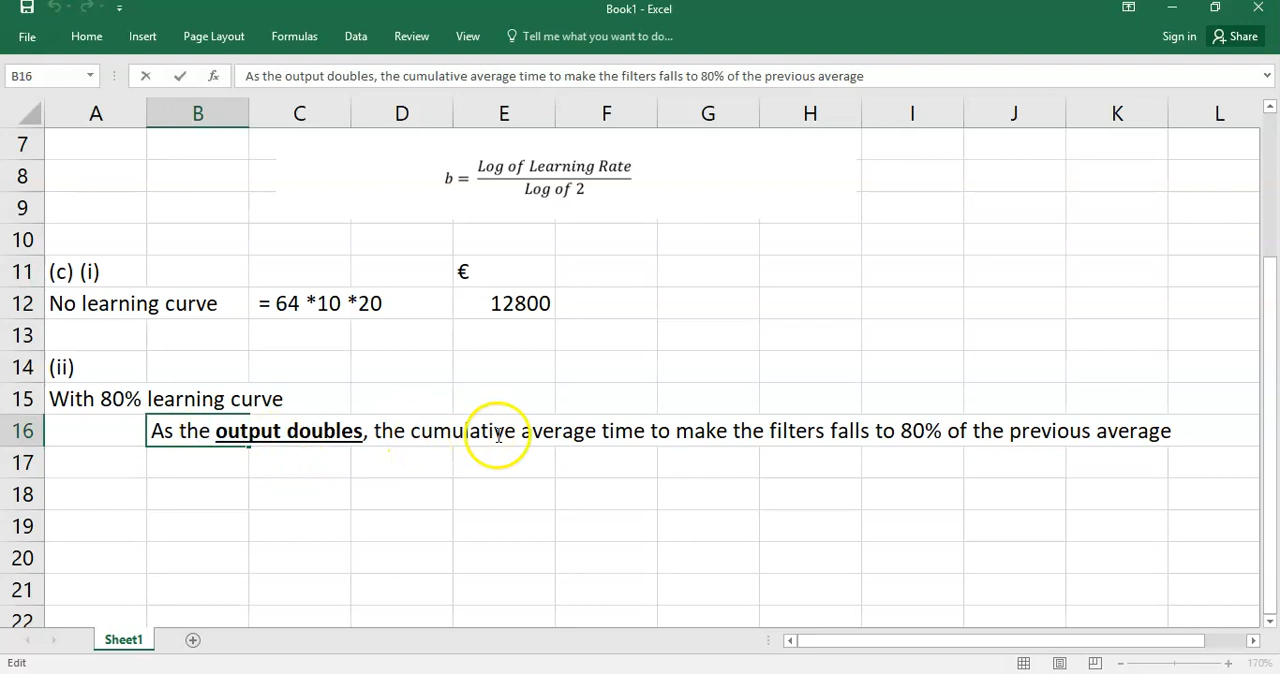 Book1 - Excel
File Home Insert Page Layout Formulas Data Review View Tell me what you want to do... Sign in Share
B16 fx As the output doubles, the cumulative average time to make the filters falls to 80% of the previous average
A B C D E F G H I J K L
7
8 b = Log of Learning Rate / Log of 2
9
10
11 (c) (i) €
12 No learning curve = 64 *10 *20 12800
13
14 (ii)
15 With 80% learning curve
16 As the output doubles, the cumulative average time to make the filters falls to 80% of the previous average
17
18
19
20
21
22
Sheet1
Edit 170%